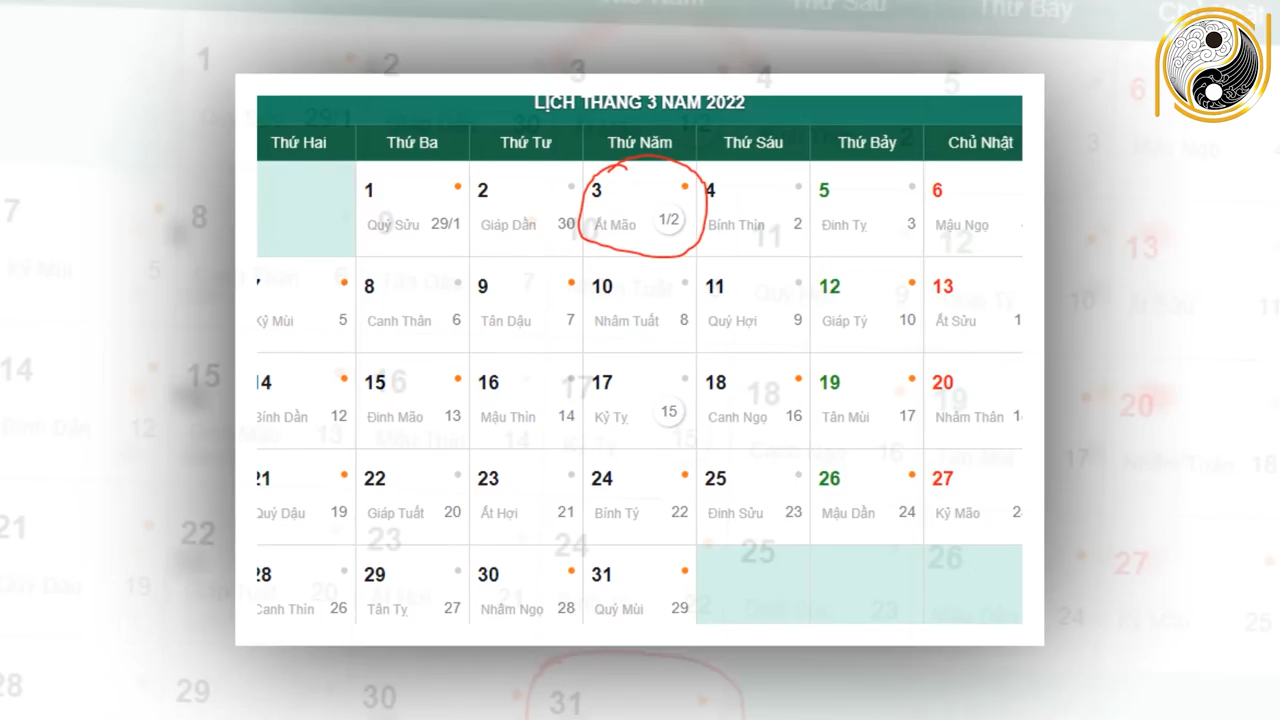 LỊCH THÁNG 3 NĂM 2022
Thứ Hai Thứ Ba Thứ Tư Thứ Năm Thứ Sáu Thứ Bảy Chủ Nhật
1 2 3 4 5 6
Quý Sửu 29/1 Giáp Dần 30 Ất Mão 1/2 Bính Thìn 2 Đinh Tỵ 3 Mậu Ngọ
7 8 9 10 11 12 13
Kỷ Mùi 5 Canh Thân 6 Tân Dậu 7 Nhâm Tuất 8 Quý Hợi 9 Giáp Tý 10 Ất Sửu
14 15 16 17 18 19 20
Bính Dần 12 Đinh Mão 13 Mậu Thìn 14 Kỷ Tỵ 15 Canh Ngọ 16 Tân Mùi 17 Nhâm Thân
21 22 23 24 25 26 27
Quý Dậu 19 Giáp Tuất 20 Ất Hợi 21 Bính Tý 22 Đinh Sửu 23 Mậu Dần 24 Kỷ Mão
28 29 30 31
Canh Thìn 26 Tân Tỵ 27 Nhâm Ngọ 28 Quý Mùi 29